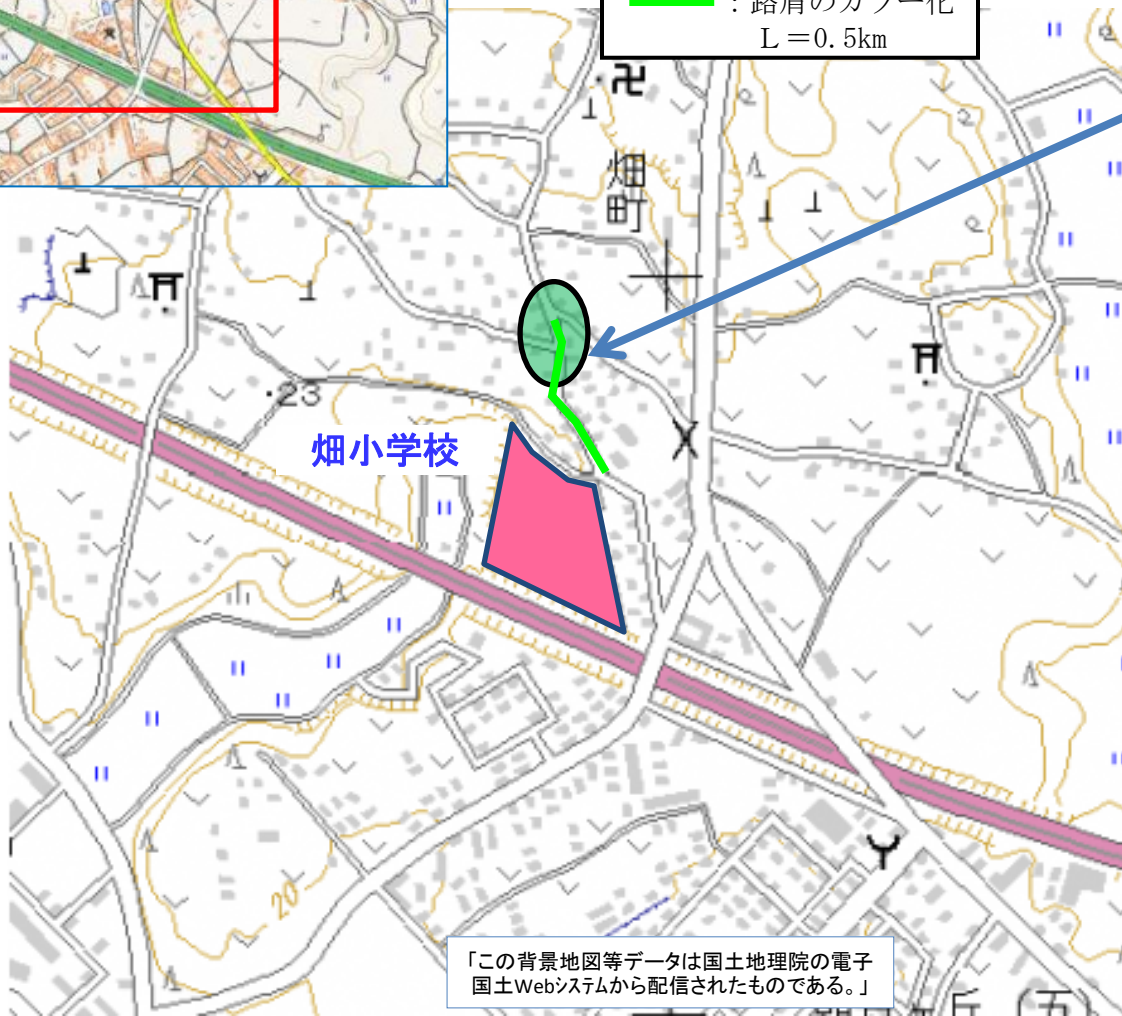 ：路肩のカラー化
Ｌ＝0.5km
畑
町
・23
畑小学校
20
「この背景地図等データは国土地理院の電子
国土Webシステムから配信されたものである。」
丘（五）